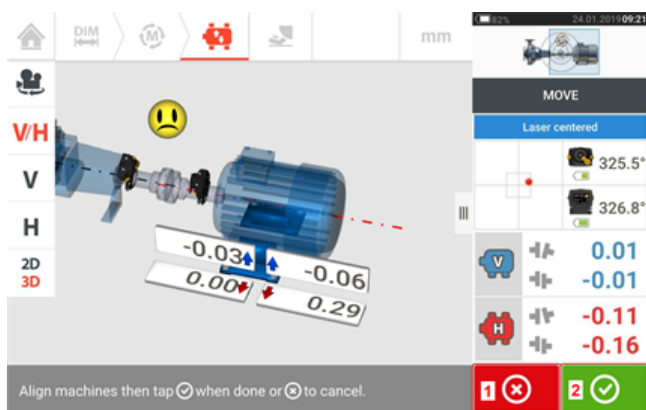 82% 24.01.2019 09:21
DIM
M
mm
MOVE
Laser centered
V/H
325.5°
V
326.8°
H
2D
3D
-0.03
-0.06
0.00
0.29
V
0.01
-0.01
H
-0.11
-0.16
Align machines then tap when done or to cancel.
1
2